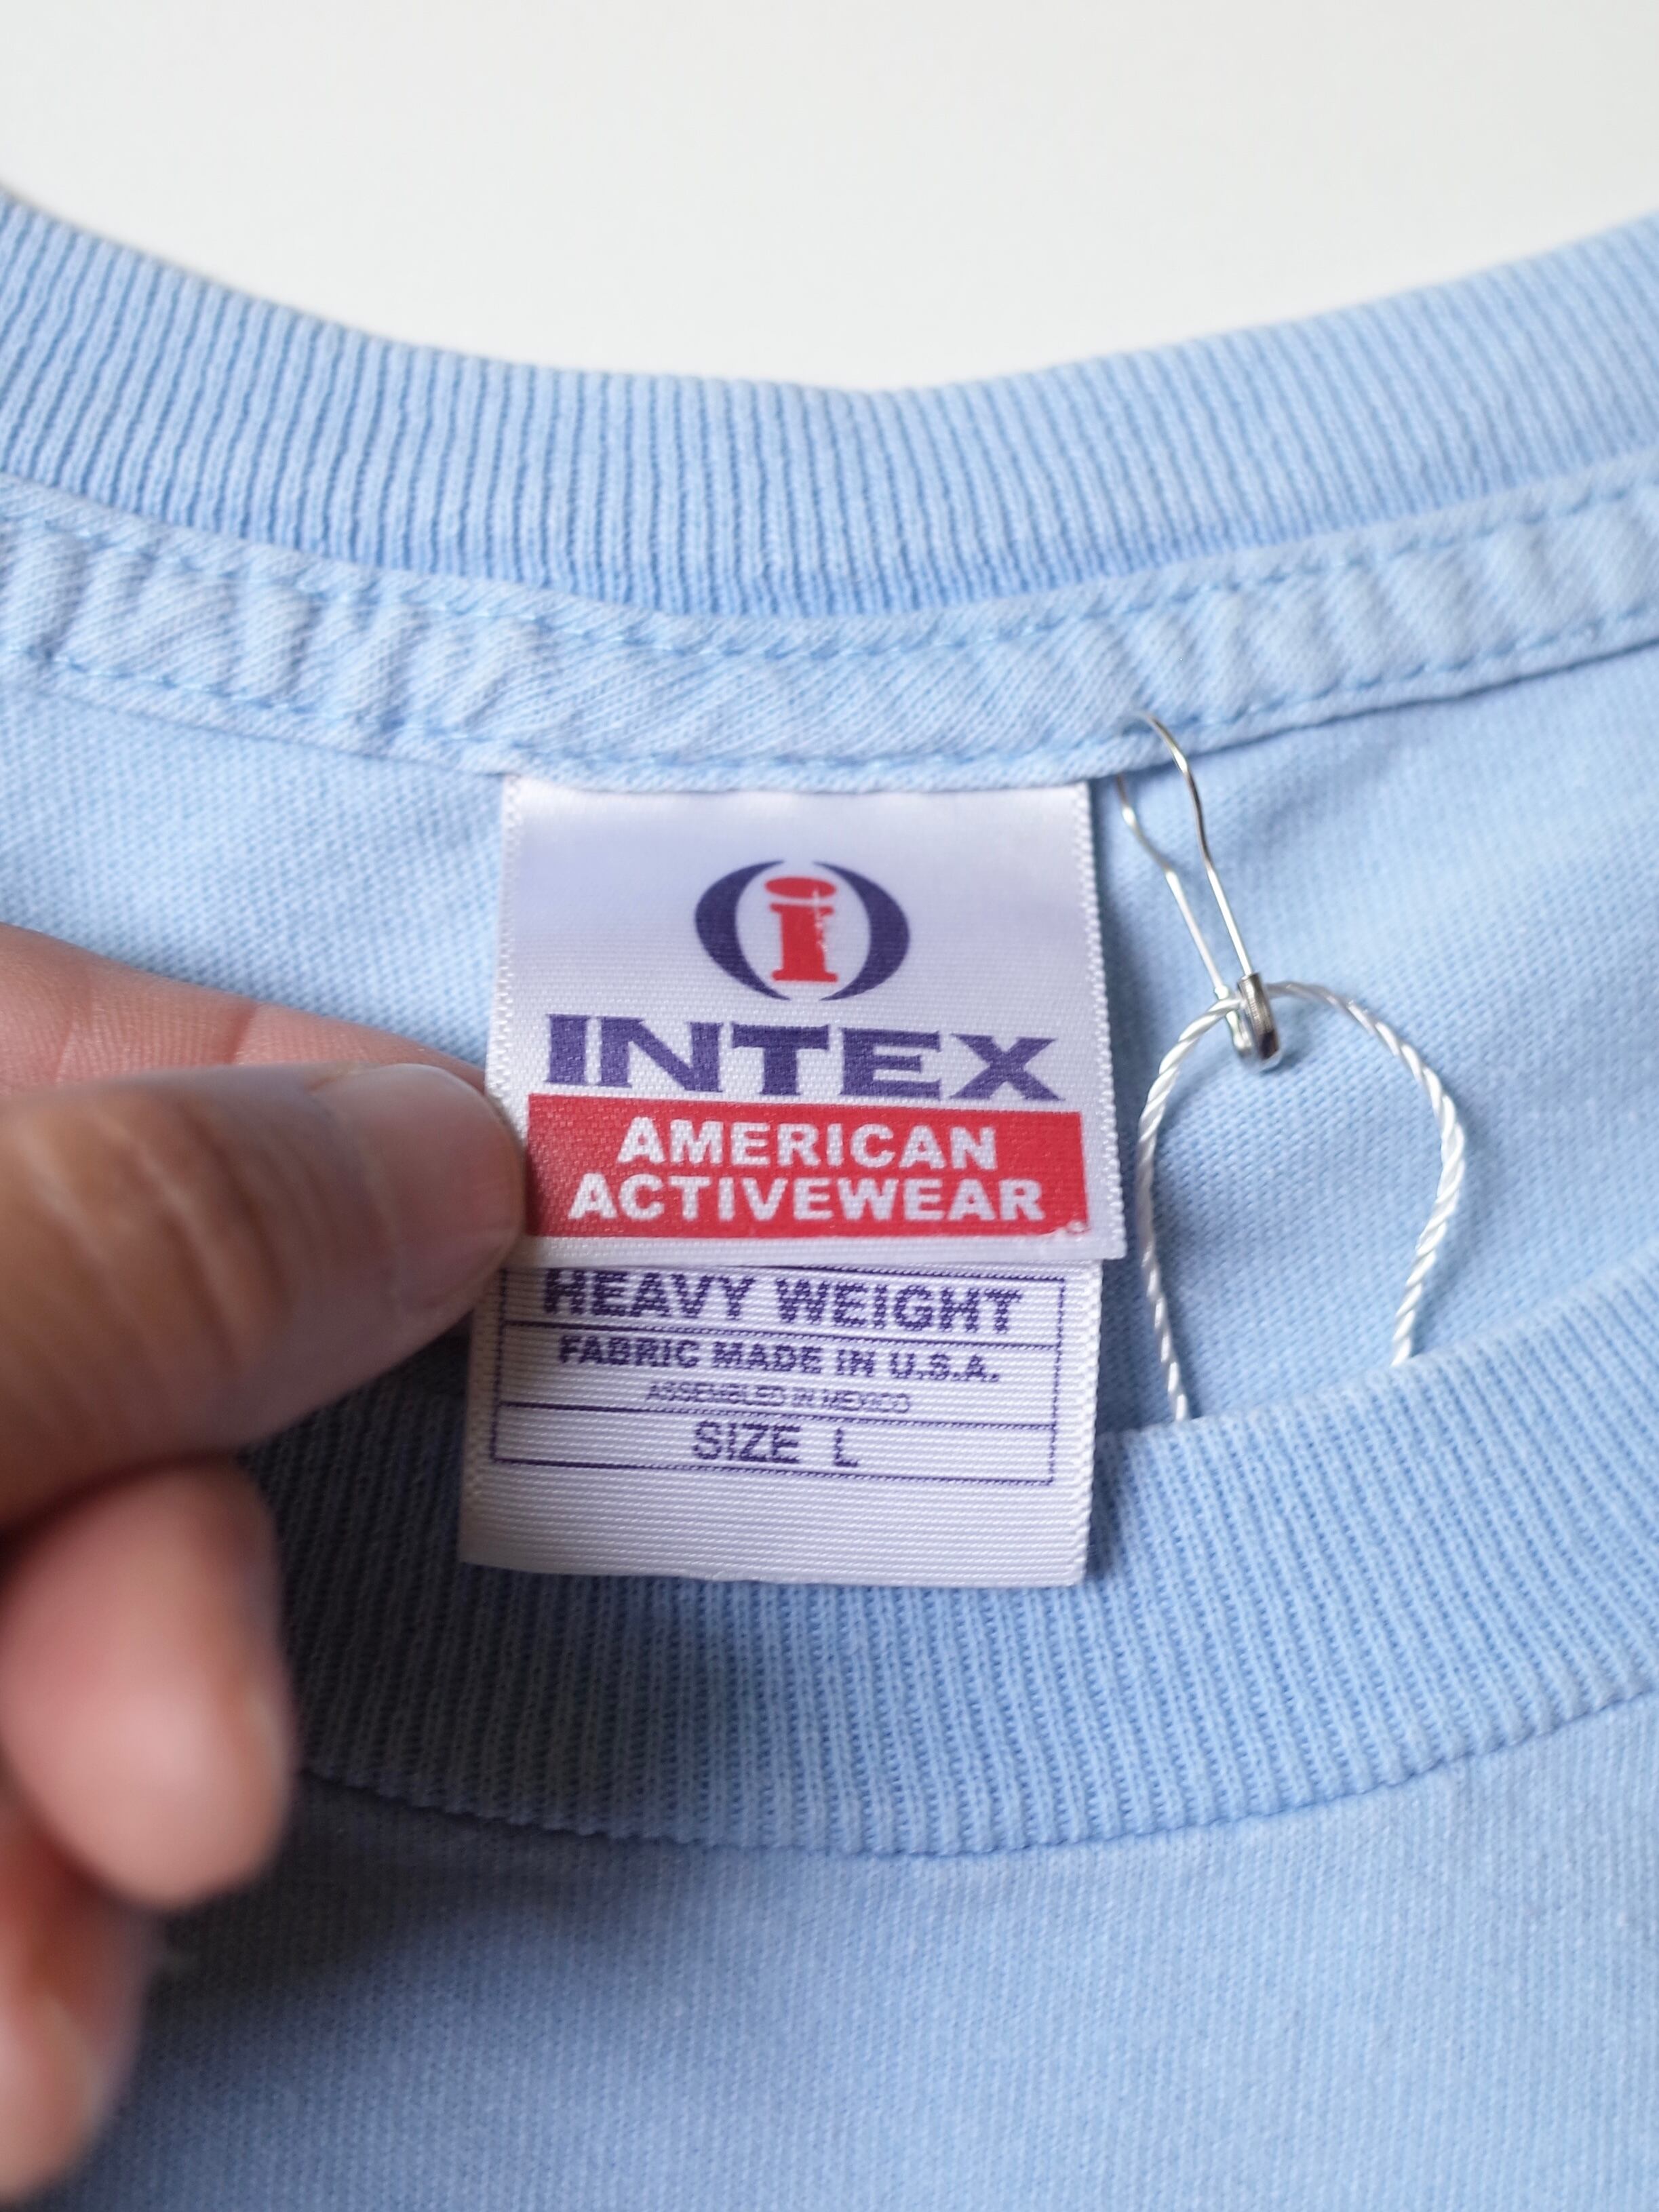 i
INTEX
AMERICAN
ACTIVEWEAR
HEAVY WEIGHT
FABRIC MADE IN U.S.A.
ASSEMBLED IN MEXICO
SIZE L